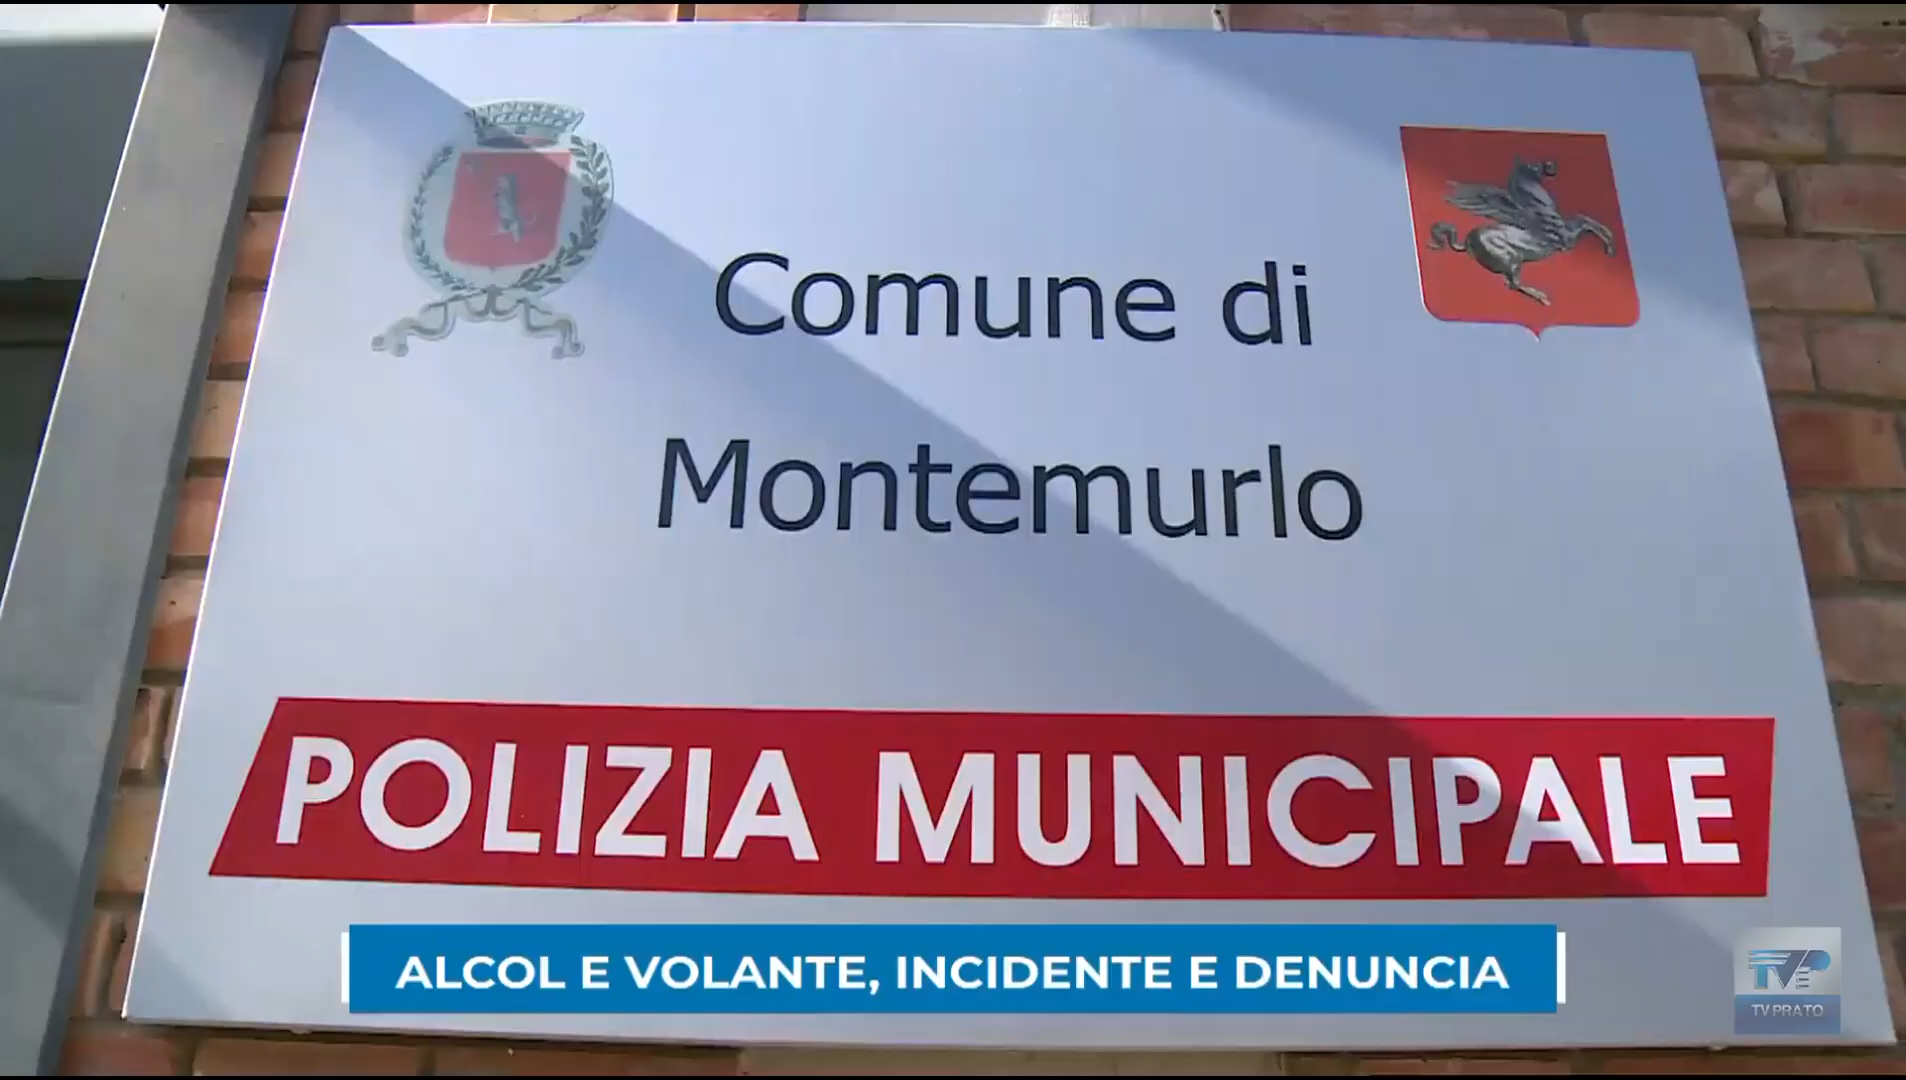 Comune di
Montemurlo
POLIZIA MUNICIPALE
ALCOL E VOLANTE, INCIDENTE E DENUNCIA
TV PRATO